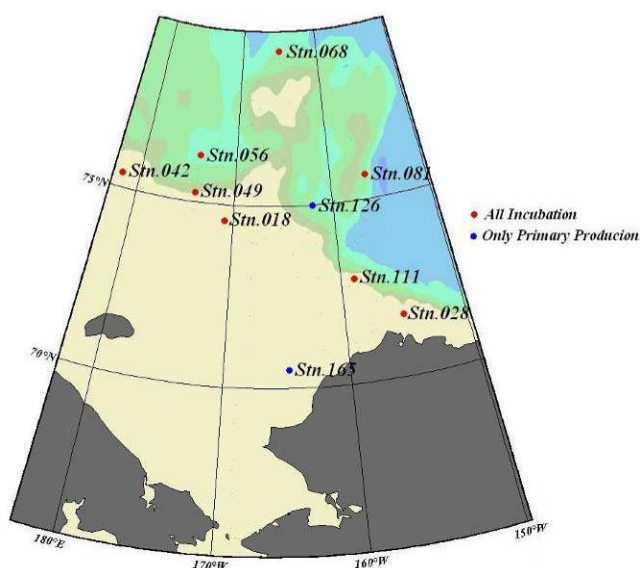 Stn.068
Stn.056
Stn.042
Stn.081
75°N
Stn.049
Stn.126
Stn.018
All Incubation
Only Primary Producion
Stn.111
Stn.028
70°N
Stn.165
180°E
170°W
160°W
150°W